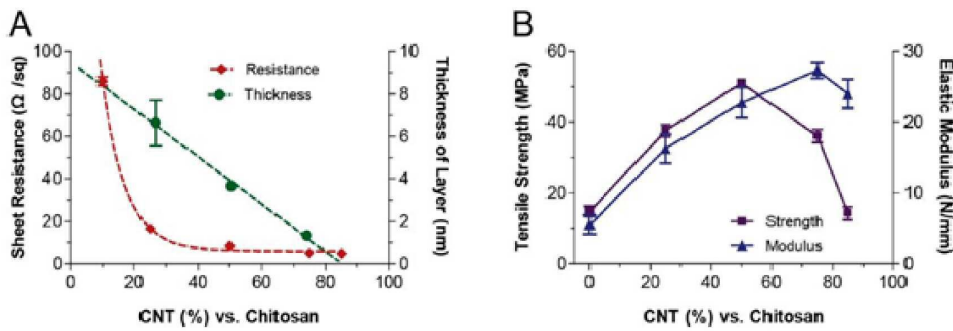 A
B
Sheet Resistance (Ω /sq)
100
80
60
40
20
0
Resistance
Thickness
10
8
6
4
2
0
Thickness of Layer (nm)
0 20 40 60 80 100
CNT (%) vs. Chitosan
Tensile Strength (MPa)
60
40
20
0
Strength
Modulus
30
20
10
0
Elastic Modulus (N/mm)
0 20 40 60 80 100
CNT (%) vs. Chitosan